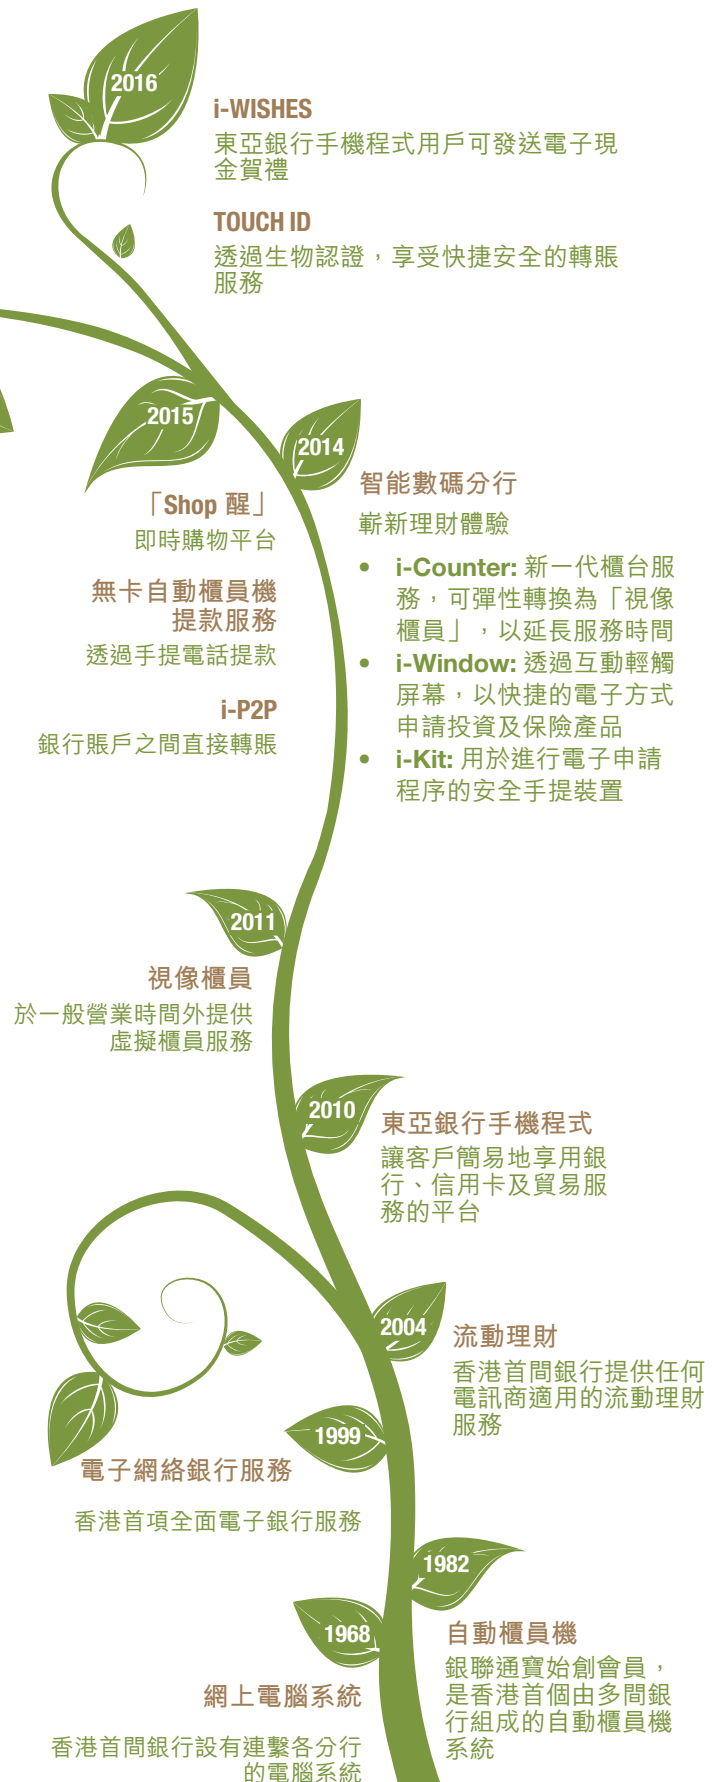 2016
i-WISHES
東亞銀行手機程式用戶可發送電子現
金賀禮
TOUCH ID
透過生物認證，享受快捷安全的轉賬
服務
2015
「Shop 醒」
即時購物平台
無卡自動櫃員機
提款服務
透過手提電話提款
i-P2P
銀行賬戶之間直接轉賬
2014
智能數碼分行
嶄新理財體驗
• i-Counter: 新一代櫃台服
務，可彈性轉換為「視像
櫃員」，以延長服務時間
• i-Window: 透過互動輕觸
屏幕，以快捷的電子方式
申請投資及保險產品
• i-Kit: 用於進行電子申請
程序的安全手提裝置
2011
視像櫃員
於一般營業時間外提供
虛擬櫃員服務
2010
東亞銀行手機程式
讓客戶簡易地享用銀
行、信用卡及貿易服
務的平台
2004
流動理財
香港首間銀行提供任何
電訊商適用的流動理財
服務
1999
電子網絡銀行服務
香港首項全面電子銀行服務
1982
自動櫃員機
銀聯通寶始創會員，
是香港首個由多間銀
行組成的自動櫃員機
系統
1968
網上電腦系統
香港首間銀行設有連繫各分行
的電腦系統